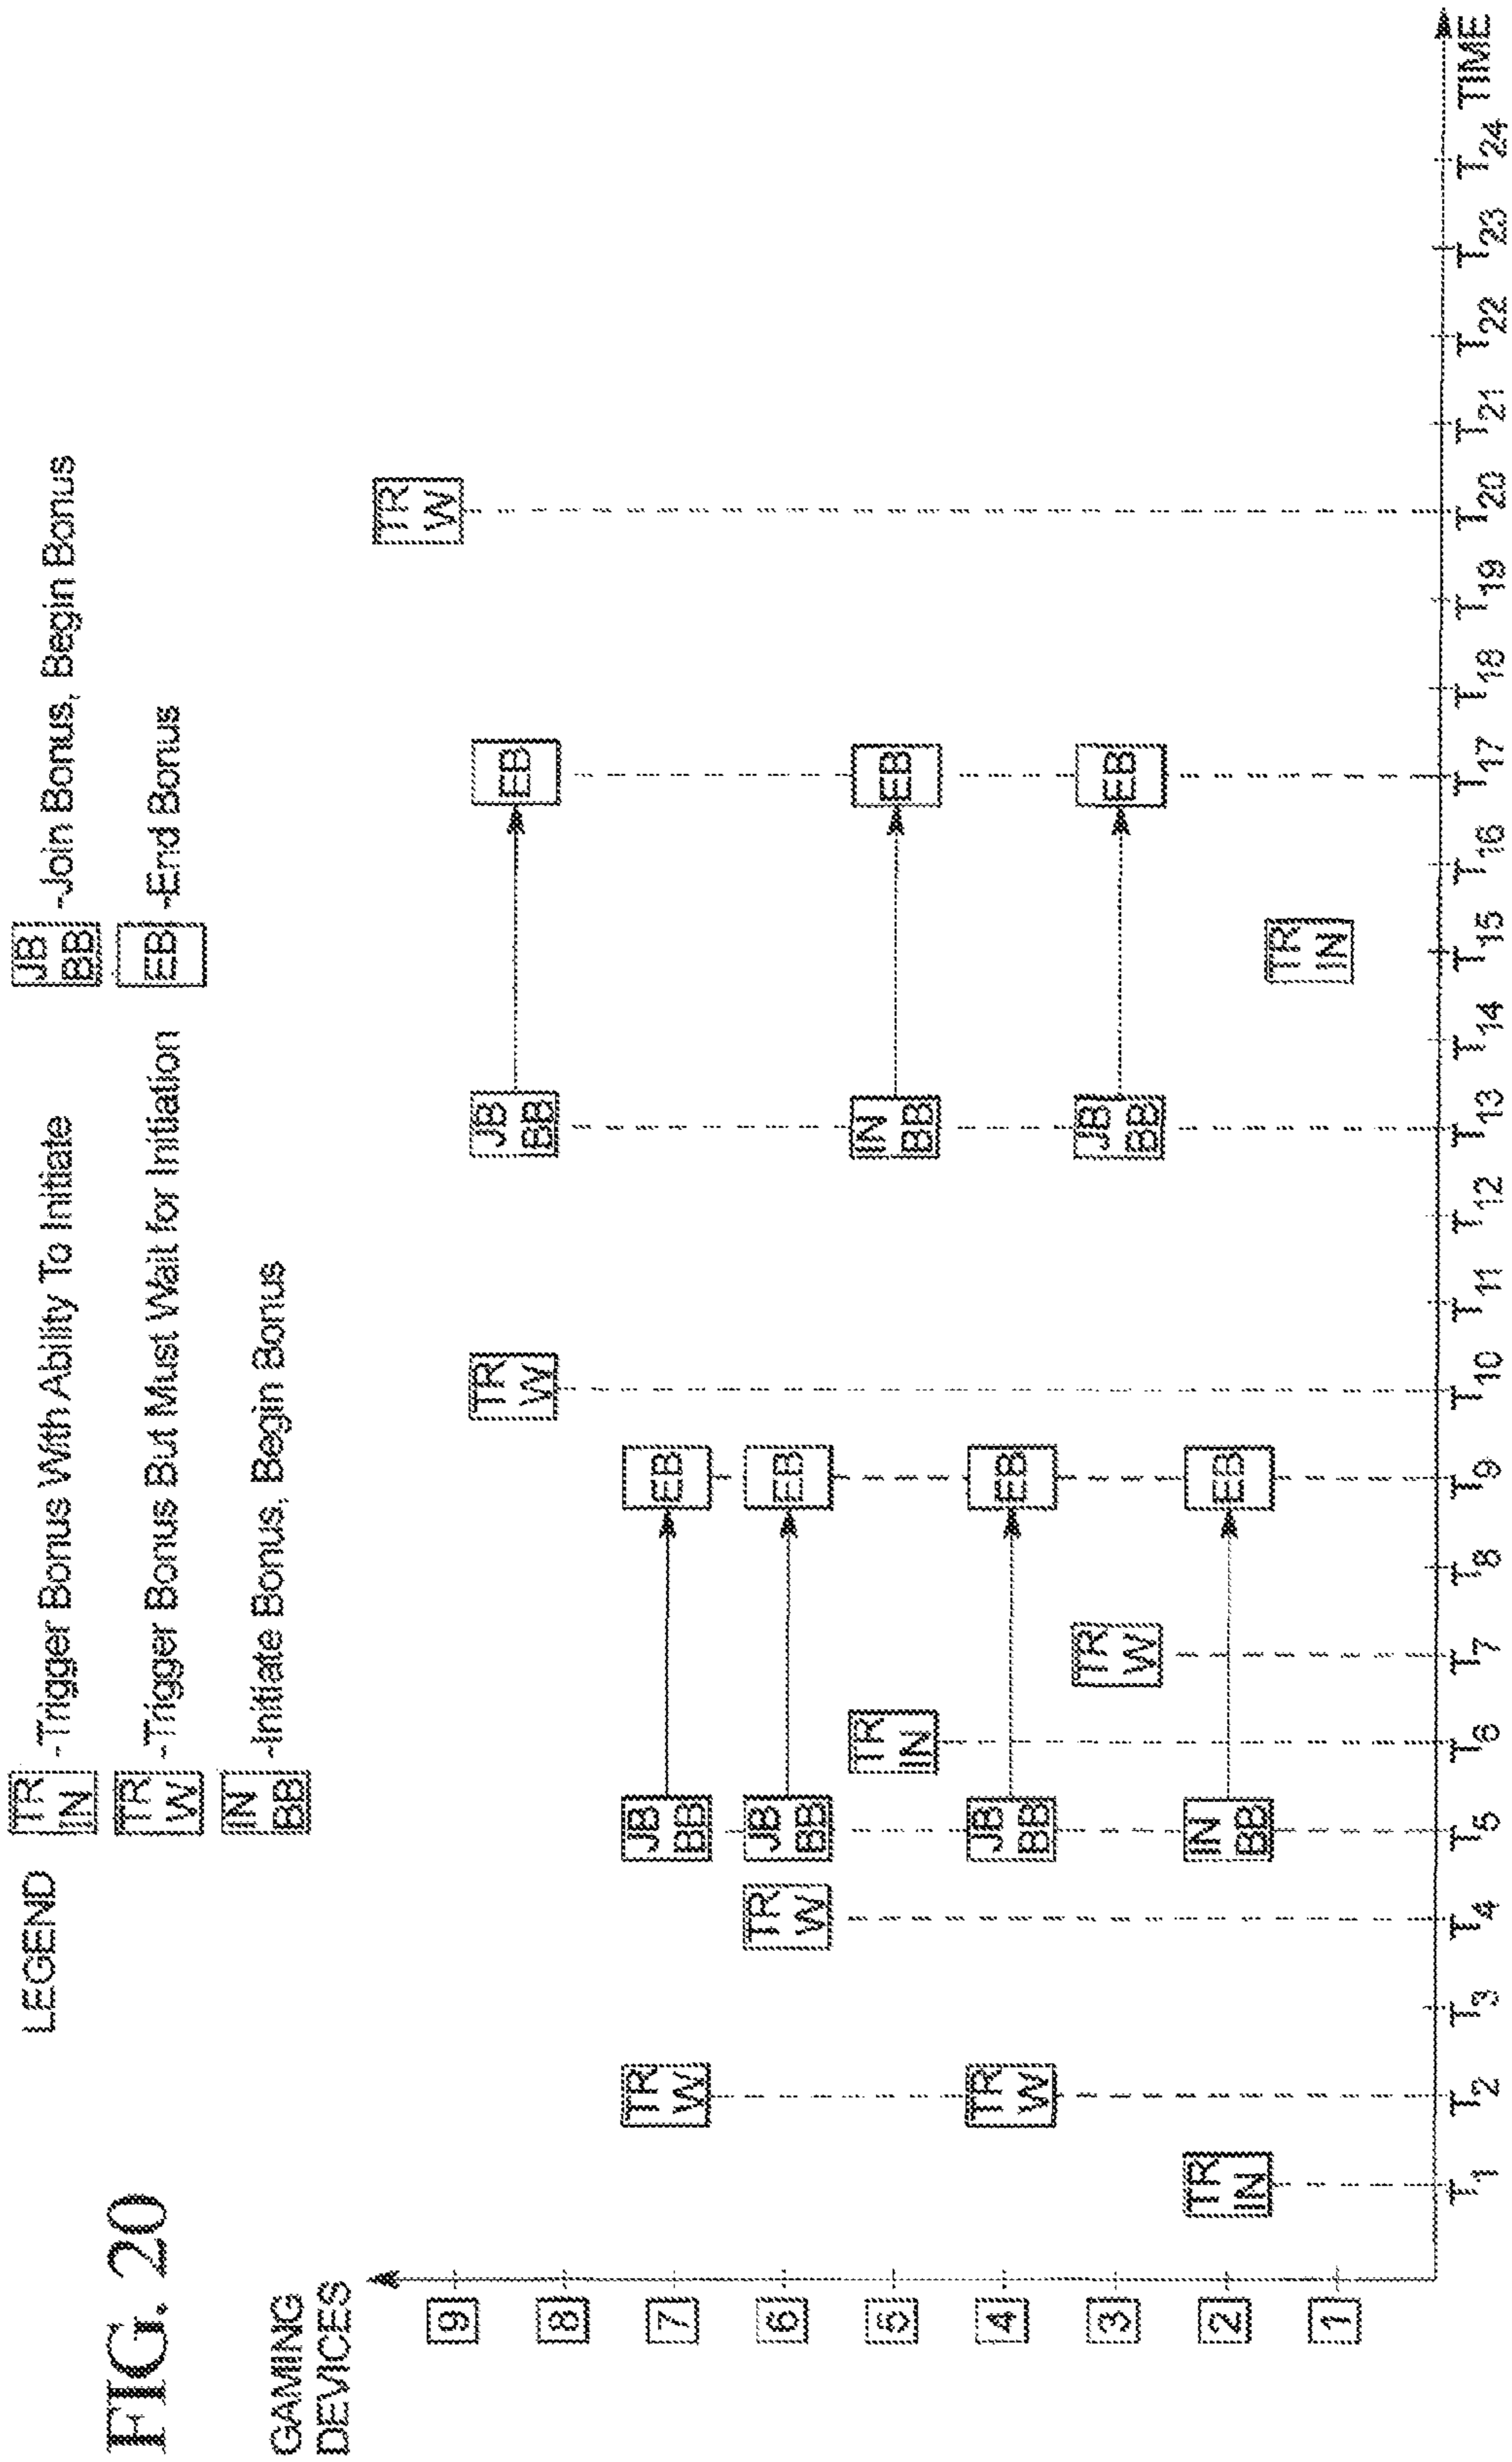 FIG. 20
LEGEND
TR IN -Trigger Bonus With Ability To Initiate
TR W -Trigger Bonus But Must Wait for Initiation
IN BB -Initiate Bonus, Begin Bonus
JB BB -Join Bonus, Begin Bonus
EB -End Bonus
GAMING
DEVICES
9
TR W
8
TR W
JB BB
EB
7
TR W
JB BB
EB
6
TR W
JB BB
EB
5
TR IN
IN BB
EB
4
TR W
JB BB
EB
3
TR W
JB BB
EB
2
TR IN
IN BB
EB
1
TR IN
T1 T2 T3 T4 T5 T6 T7 T8 T9 T10 T11 T12 T13 T14 T15 T16 T17 T18 T19 T20 T21 T22 T23 T24 TIME